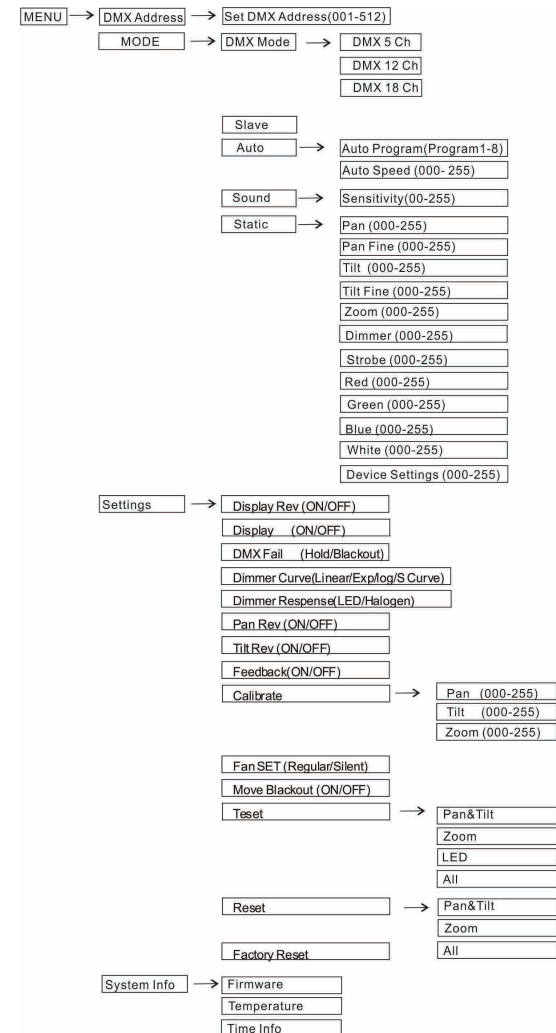 MENU DMX Address Set DMX Address(001-512)
MODE DMX Mode DMX 5 Ch
DMX 12 Ch
DMX 18 Ch
Slave
Auto Auto Program(Program1-8)
Auto Speed (000- 255)
Sound Sensitivity(00-255)
Static Pan (000-255)
Pan Fine (000-255)
Tilt (000-255)
Tilt Fine (000-255)
Zoom (000-255)
Dimmer (000-255)
Strobe (000-255)
Red (000-255)
Green (000-255)
Blue (000-255)
White (000-255)
Device Settings (000-255)
Settings Display Rev (ON/OFF)
Display (ON/OFF)
DMX Fail (Hold/Blackout)
Dimmer Curve(Linear/Exp/log/S Curve)
Dimmer Respense(LED/Halogen)
Pan Rev (ON/OFF)
Tilt Rev (ON/OFF)
Feedback(ON/OFF)
Calibrate Pan (000-255)
Tilt (000-255)
Zoom (000-255)
Fan SET (Regular/Silent)
Move Blackout (ON/OFF)
Teset Pan&Tilt
Zoom
LED
All
Reset Pan&Tilt
Zoom
Factory Reset All
System Info Firmware
Temperature
Time Info